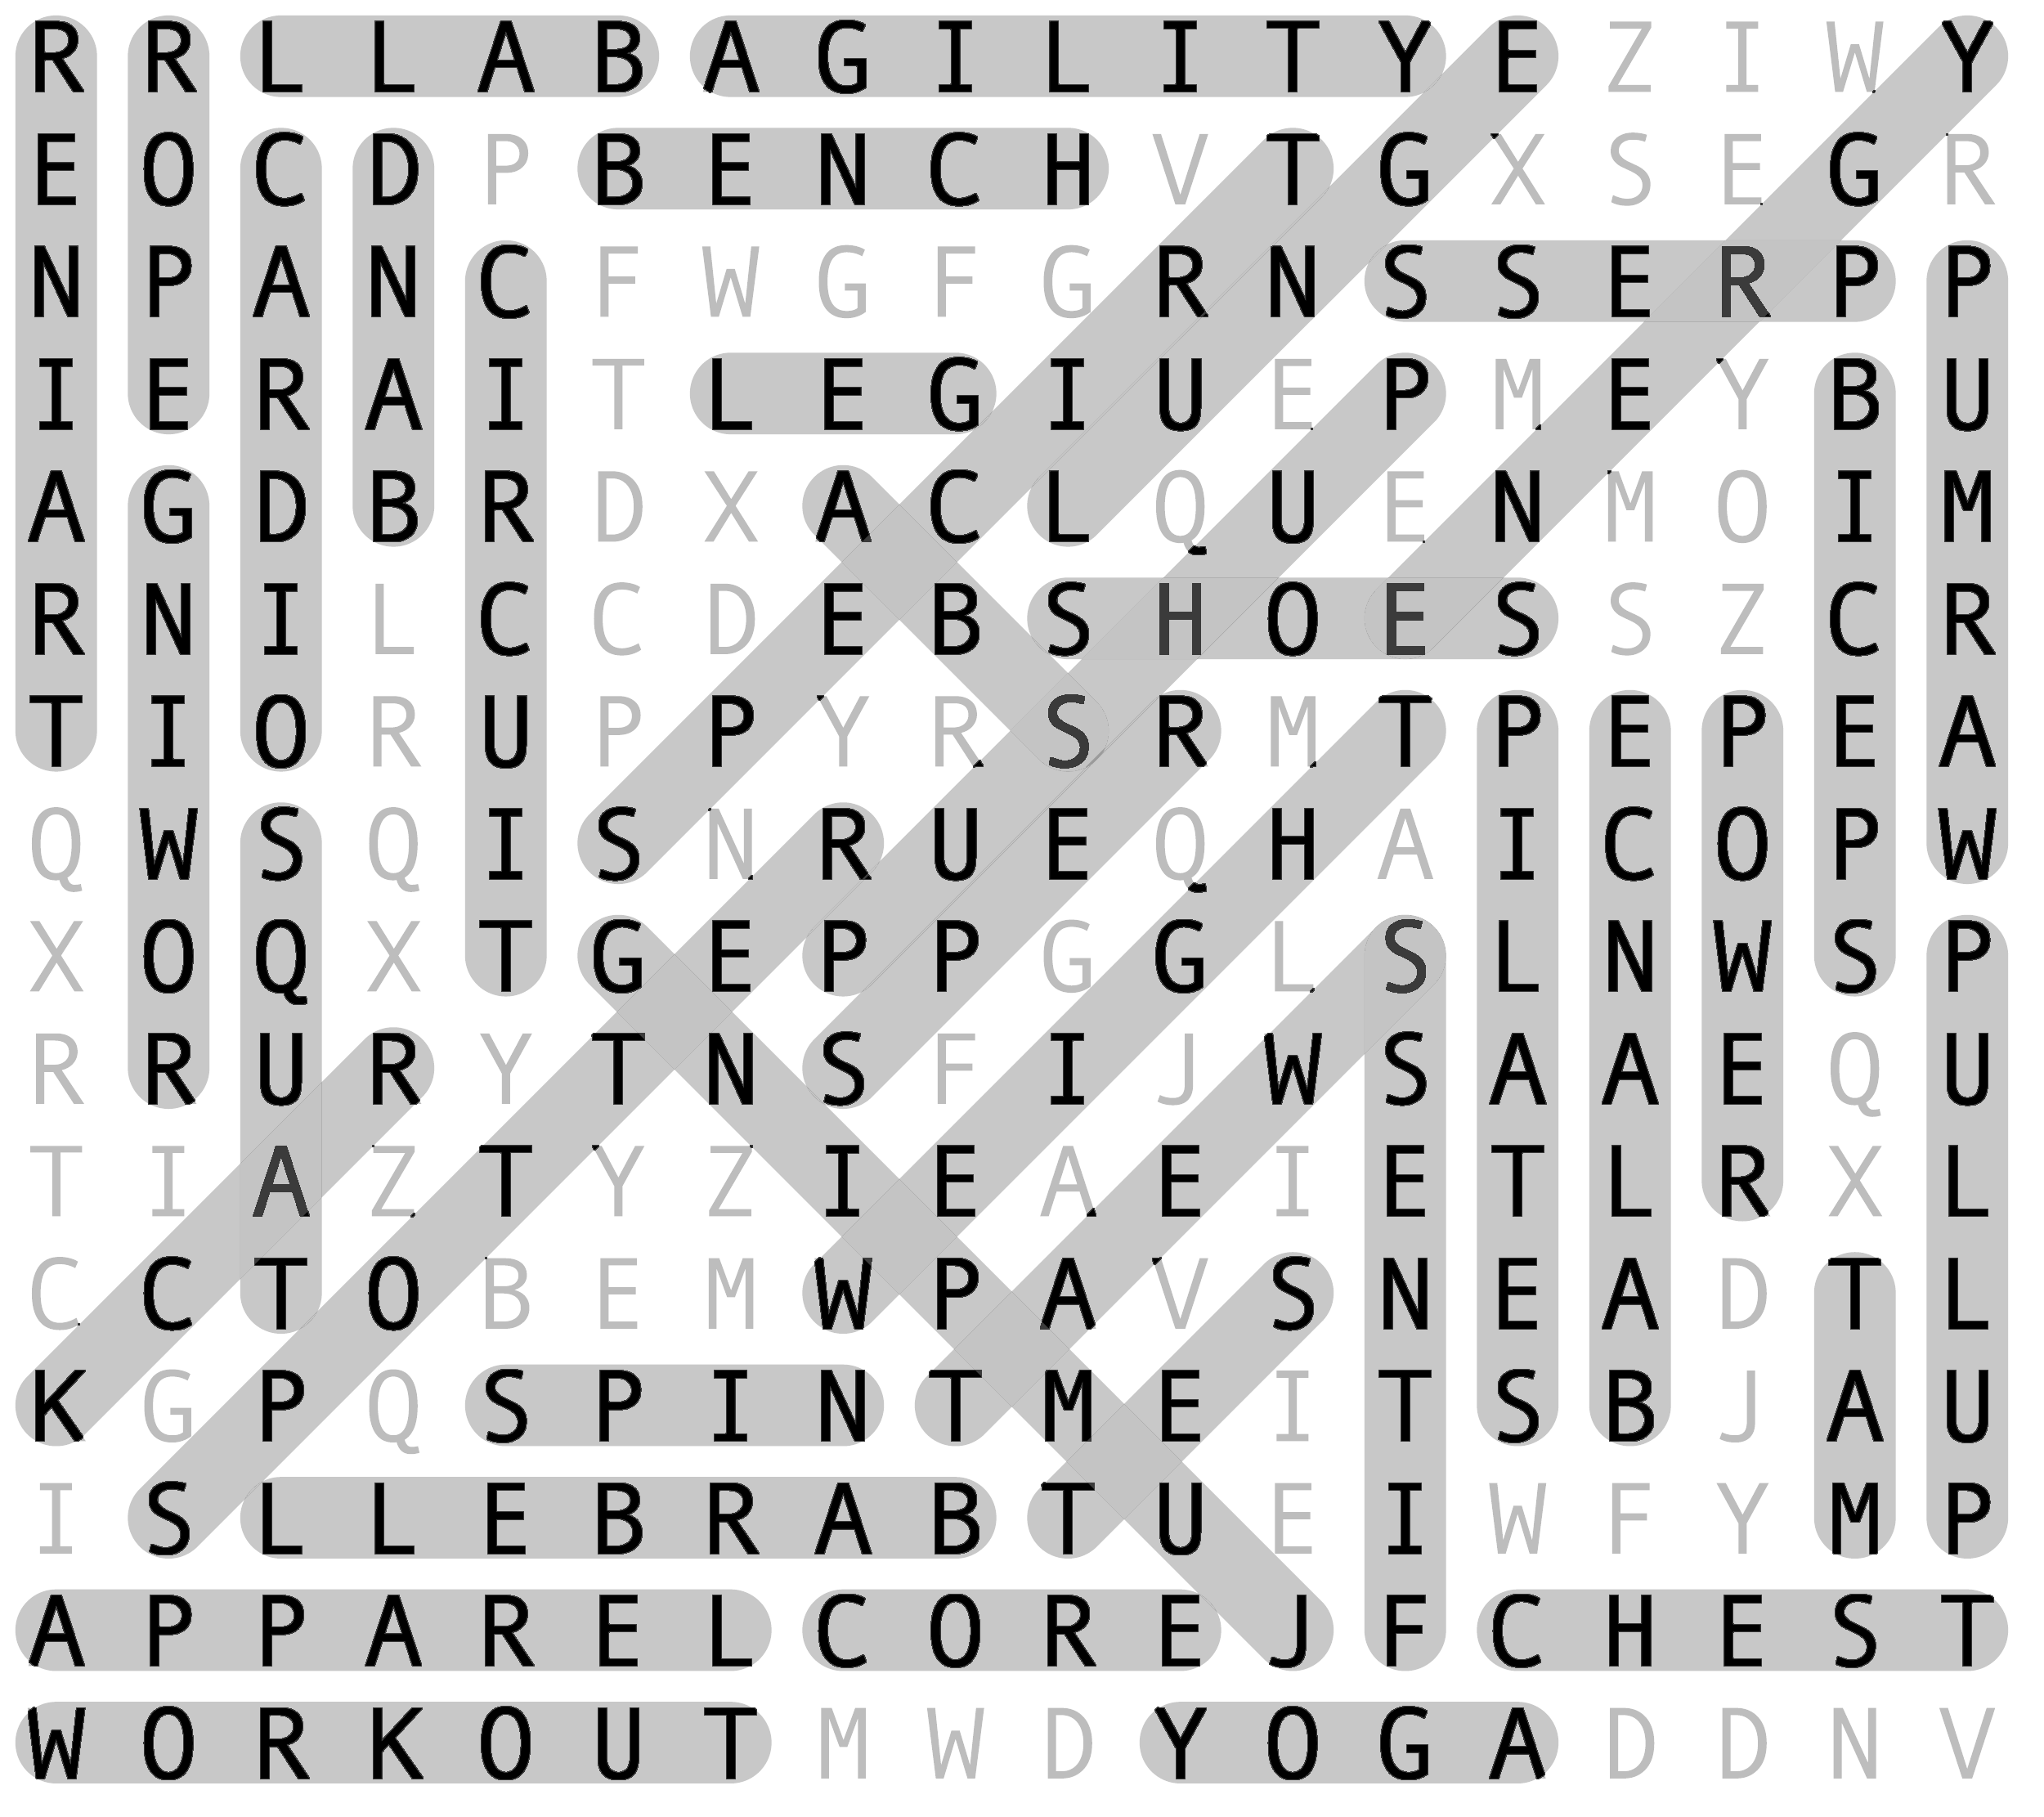 R R L L A B A G I L I T Y E Z I W Y
E O C D P B E N C H V T G X S E G R
N P A N C F W G F G R N S S E R P P
I E R A I T L E G I U E P M E Y B U
A G D B R D X A C L Q U E N M O I M
R N I L C C D E B S H O E S S Z C R
T I O R U P P Y R S R M T P E P E A
Q W S Q I S N R U E Q H A I C O P W
X O Q X T G E P P G G L S L N W S P
R R U R Y T N S F I J W S A A E Q U
T I A Z T Y Z I E A E I E T L R X L
C C T O B E M W P A V S N E A D T L
K G P Q S P I N T M E I T S B J A U
I S L L E B R A B T U E I W F Y M P
A P P A R E L C O R E J F C H E S T
W O R K O U T M W D Y O G A D D N V